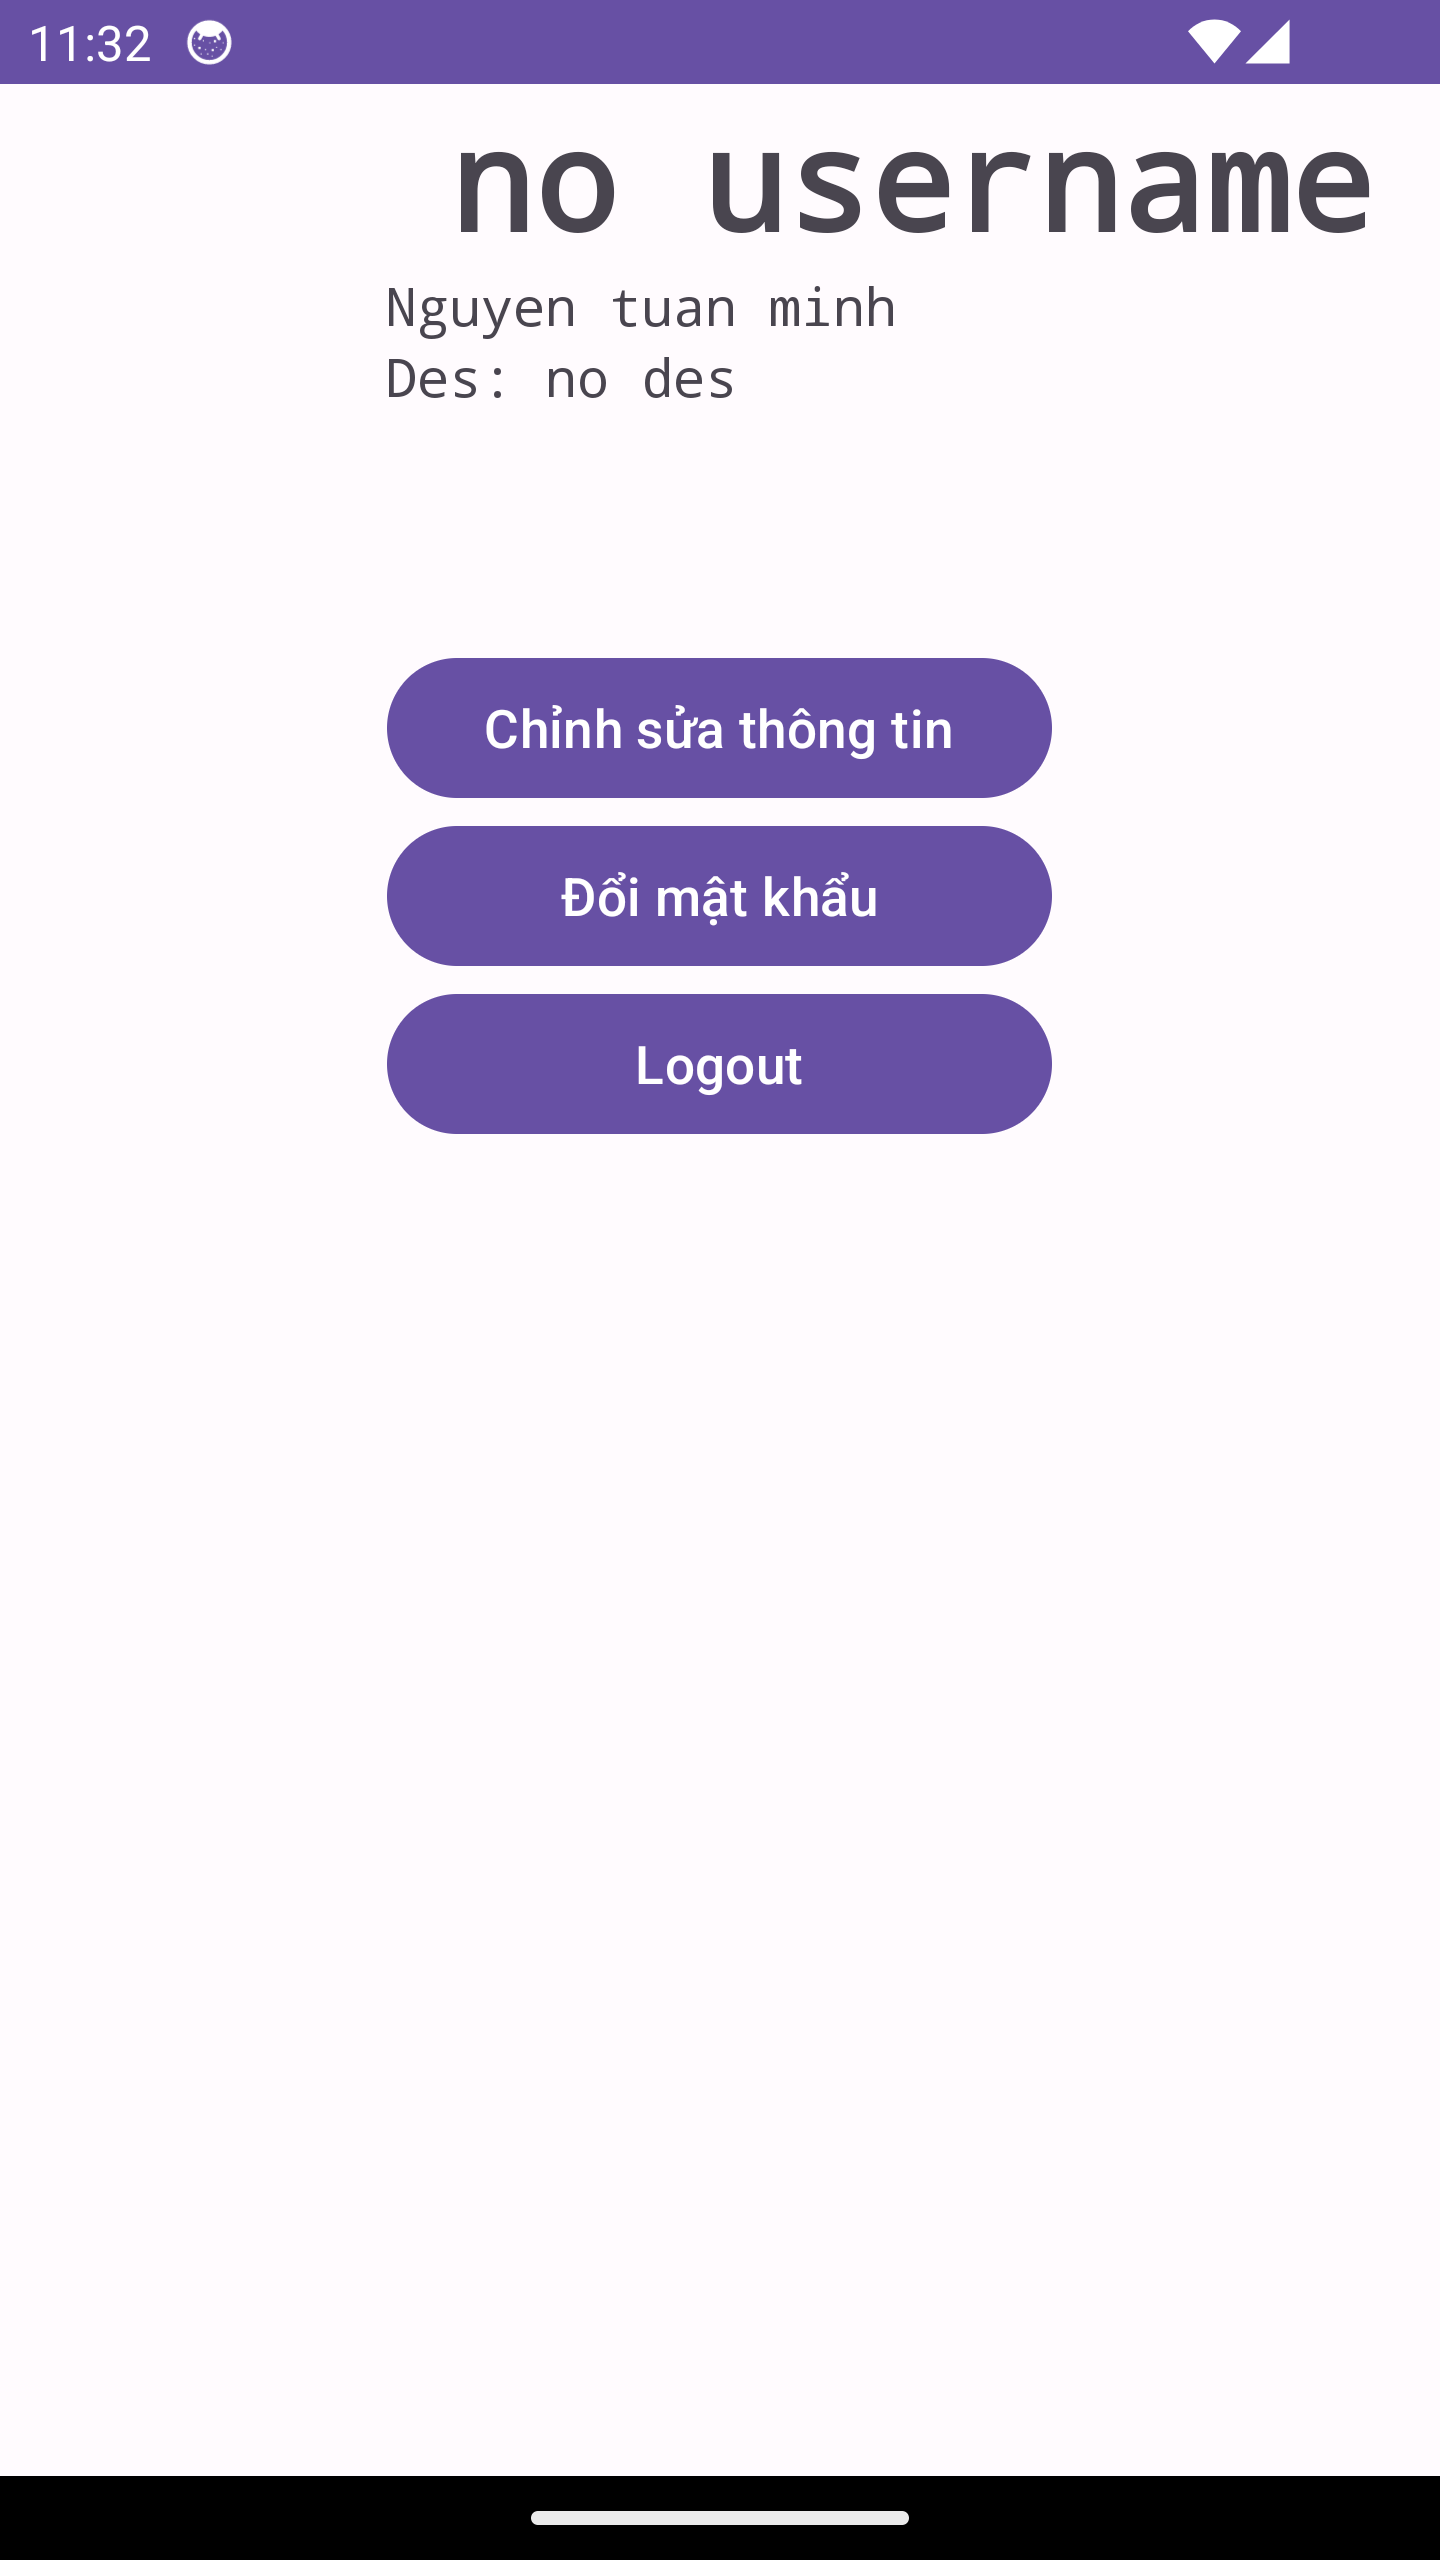 11:32
no username
Nguyen tuan minh
Des: no des
Chỉnh sửa thông tin
Đổi mật khẩu
Logout